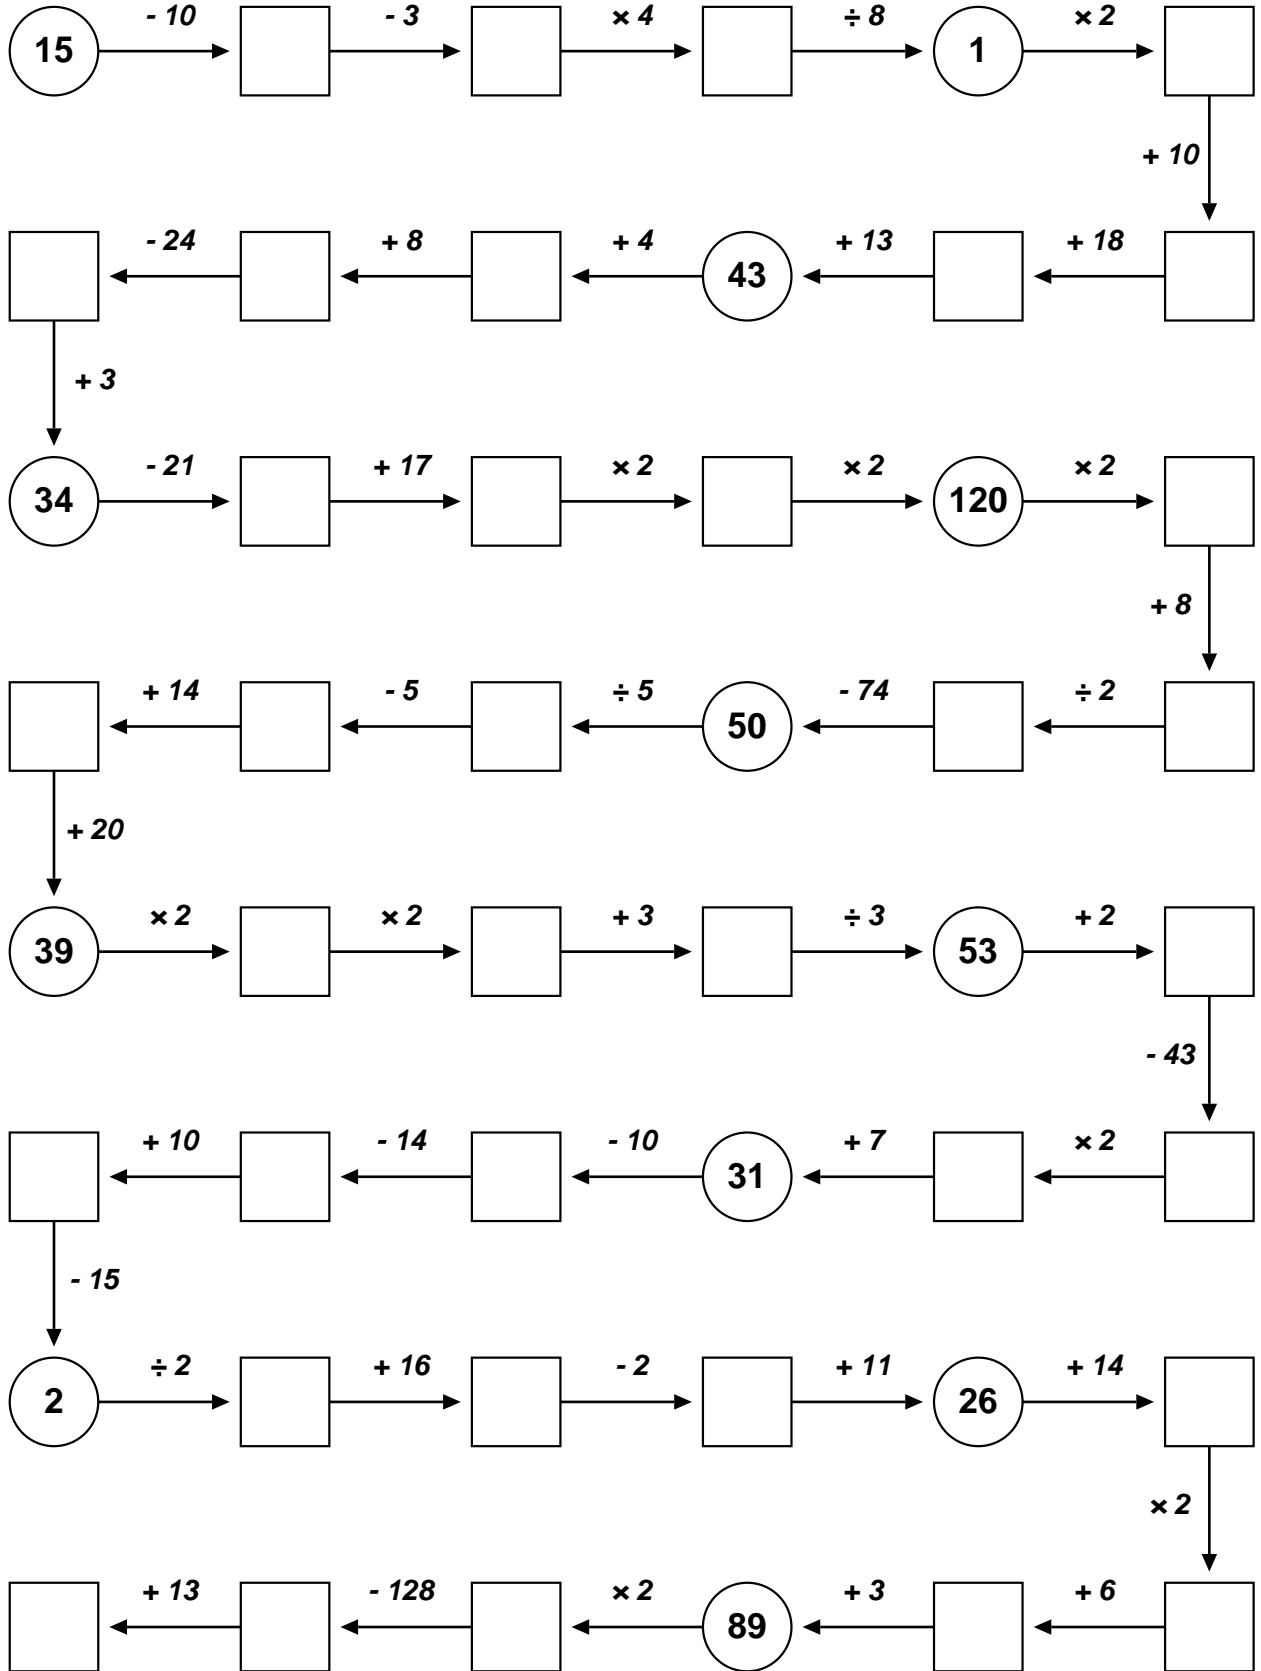 - 10 - 3 × 4 ÷ 8 × 2
15 1
+ 10
- 24 + 8 + 4 + 13 + 18
43
+ 3
- 21 + 17 × 2 × 2 × 2
34 120
+ 8
+ 14 - 5 ÷ 5 - 74 ÷ 2
50
+ 20
× 2 × 2 + 3 ÷ 3 + 2
39 53
- 43
+ 10 - 14 - 10 + 7 × 2
31
- 15
÷ 2 + 16 - 2 + 11 + 14
2 26
× 2
+ 13 - 128 × 2 + 3 + 6
89